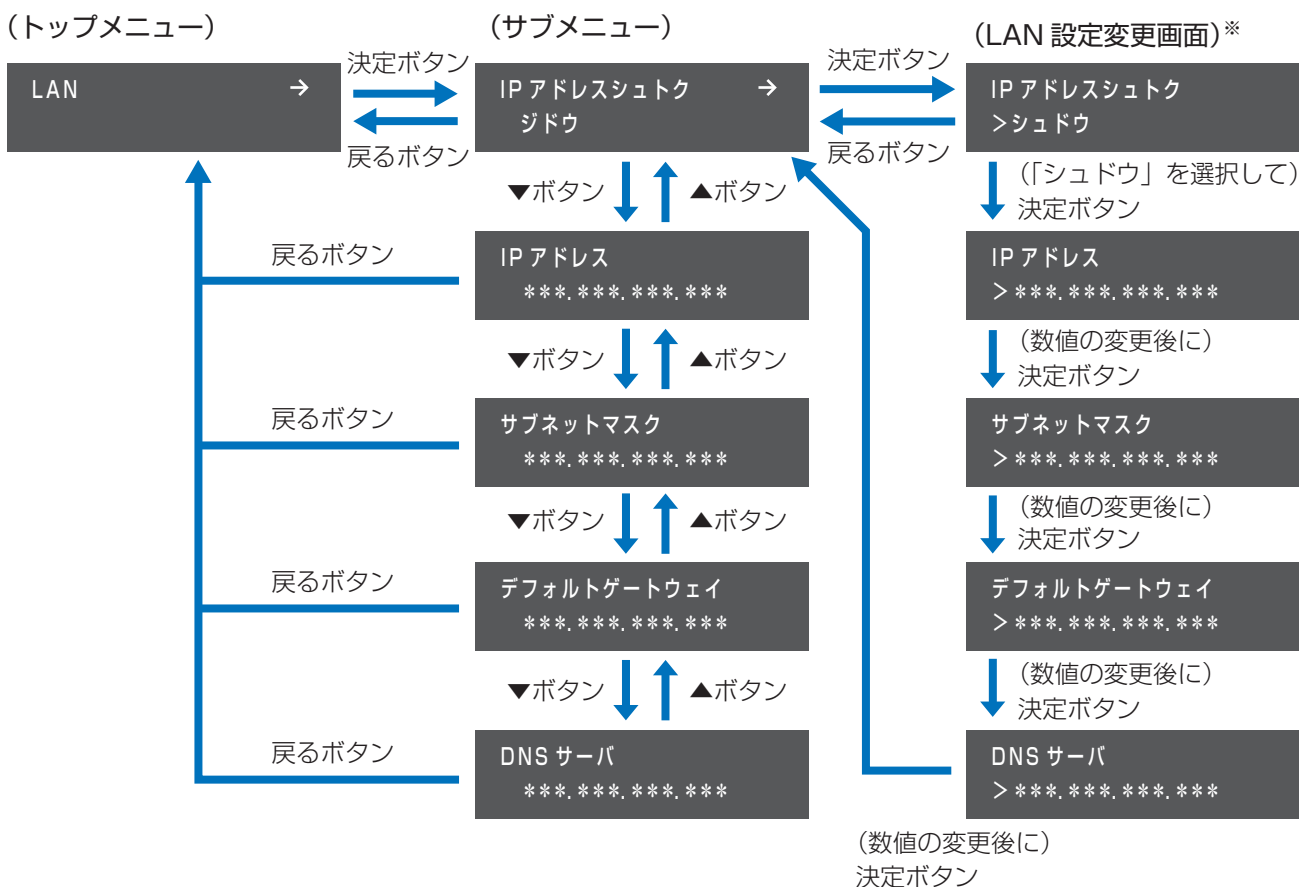 (トップメニュー)
(サブメニュー)
(LAN 設定変更画面)※
LAN →
決定ボタン
戻るボタン
IP アドレスシュトク →
ジドウ
決定ボタン
戻るボタン
IP アドレスシュトク
>シュドウ
▼ボタン
▲ボタン
(「シュドウ」を選択して)
決定ボタン
戻るボタン
IP アドレス
***.***.***.***
IP アドレス
>***.***.***.***
▼ボタン
▲ボタン
(数値の変更後に)
決定ボタン
戻るボタン
サブネットマスク
***.***.***.***
サブネットマスク
>***.***.***.***
▼ボタン
▲ボタン
(数値の変更後に)
決定ボタン
戻るボタン
デフォルトゲートウェイ
***.***.***.***
デフォルトゲートウェイ
>***.***.***.***
▼ボタン
▲ボタン
(数値の変更後に)
決定ボタン
戻るボタン
DNS サーバ
***.***.***.***
DNS サーバ
>***.***.***.***
(数値の変更後に)
決定ボタン